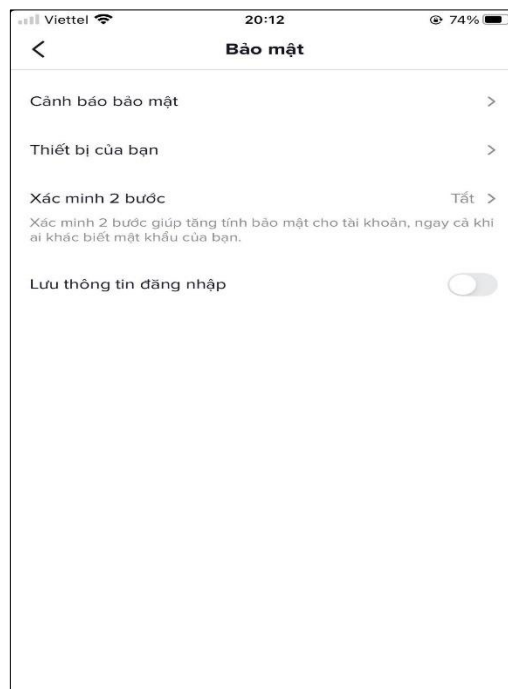 Viettel 20:12 74%
Bảo mật
Cảnh báo bảo mật
Thiết bị của bạn
Xác minh 2 bước Tắt
Xác minh 2 bước giúp tăng tính bảo mật cho tài khoản, ngay cả khi
ai khác biết mật khẩu của bạn.
Lưu thông tin đăng nhập